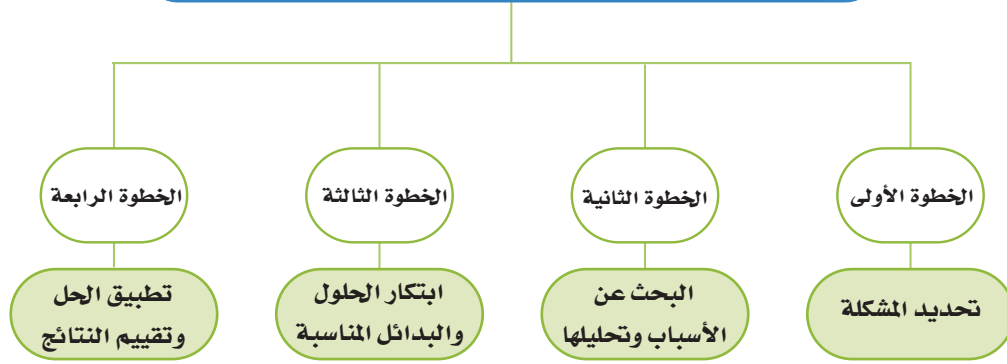 الخطوة الأولى
تحديد المشكلة
الخطوة الثانية
البحث عن
الأسباب وتحليلها
الخطوة الثالثة
ابتكار الحلول
والبدائل المناسبة
الخطوة الرابعة
تطبيق الحل
وتقييم النتائج